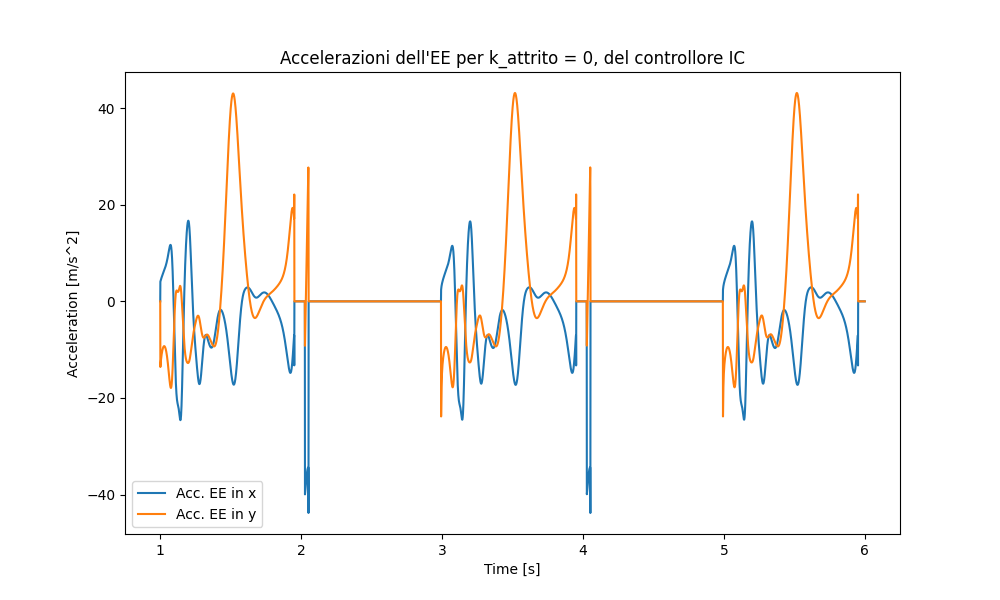 Accelerazioni dell'EE per k_attrito = 0, del controllore IC
Acceleration [m/s^2]
40
20
0
−20
−40
Acc. EE in x
Acc. EE in y
1 2 3 4 5 6
Time [s]